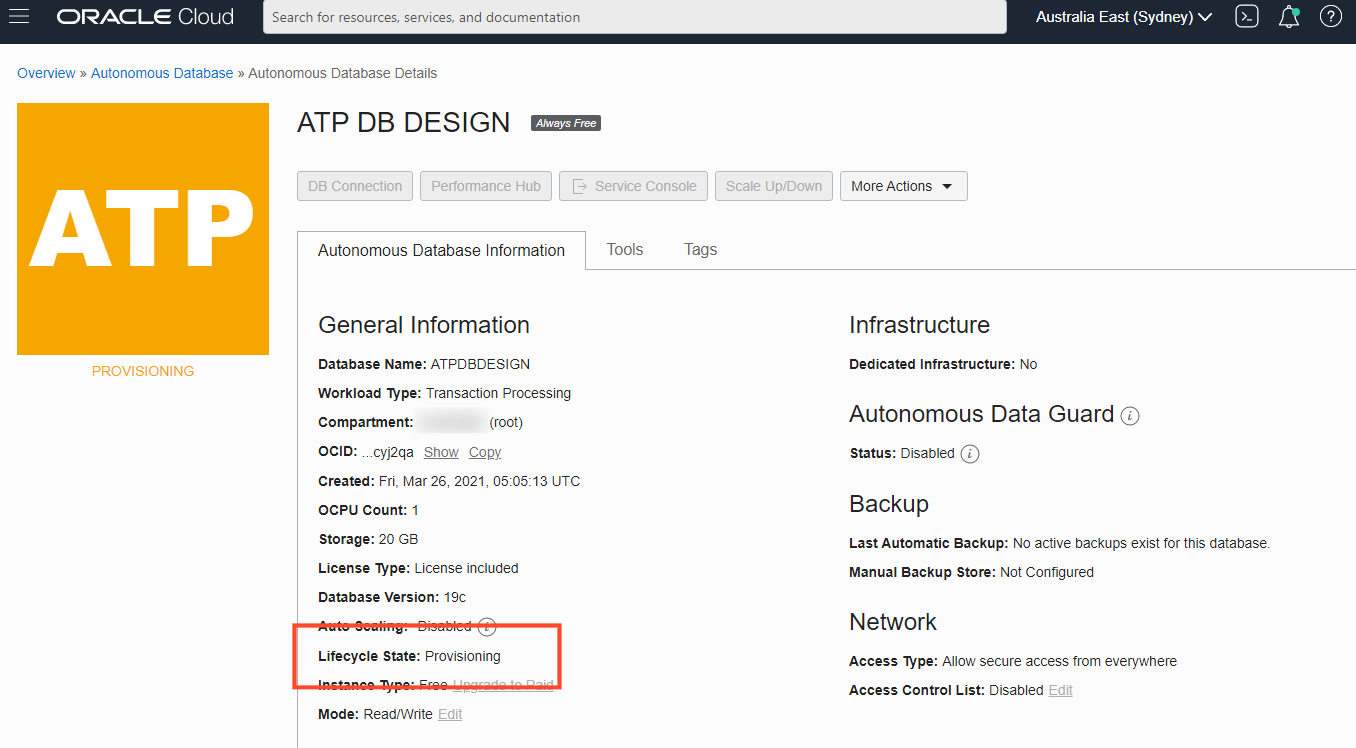 ORACLE Cloud
Search for resources, services, and documentation
Australia East (Sydney)
Overview » Autonomous Database » Autonomous Database Details
ATP
PROVISIONING
ATP DB DESIGN
Always Free
DB Connection
Performance Hub
Service Console
Scale Up/Down
More Actions
Autonomous Database Information
Tools
Tags
General Information
Database Name: ATPDBDESIGN
Workload Type: Transaction Processing
Compartment: (root)
OCID: ...cyj2qa Show Copy
Created: Fri, Mar 26, 2021, 05:05:13 UTC
OCPU Count: 1
Storage: 20 GB
License Type: License included
Database Version: 19c
Auto Scaling: Disabled i
Lifecycle State: Provisioning
Instance Type: Free Upgrade to Paid
Mode: Read/Write Edit
Infrastructure
Dedicated Infrastructure: No
Autonomous Data Guard i
Status: Disabled i
Backup
Last Automatic Backup: No active backups exist for this database.
Manual Backup Store: Not Configured
Network
Access Type: Allow secure access from everywhere
Access Control List: Disabled Edit